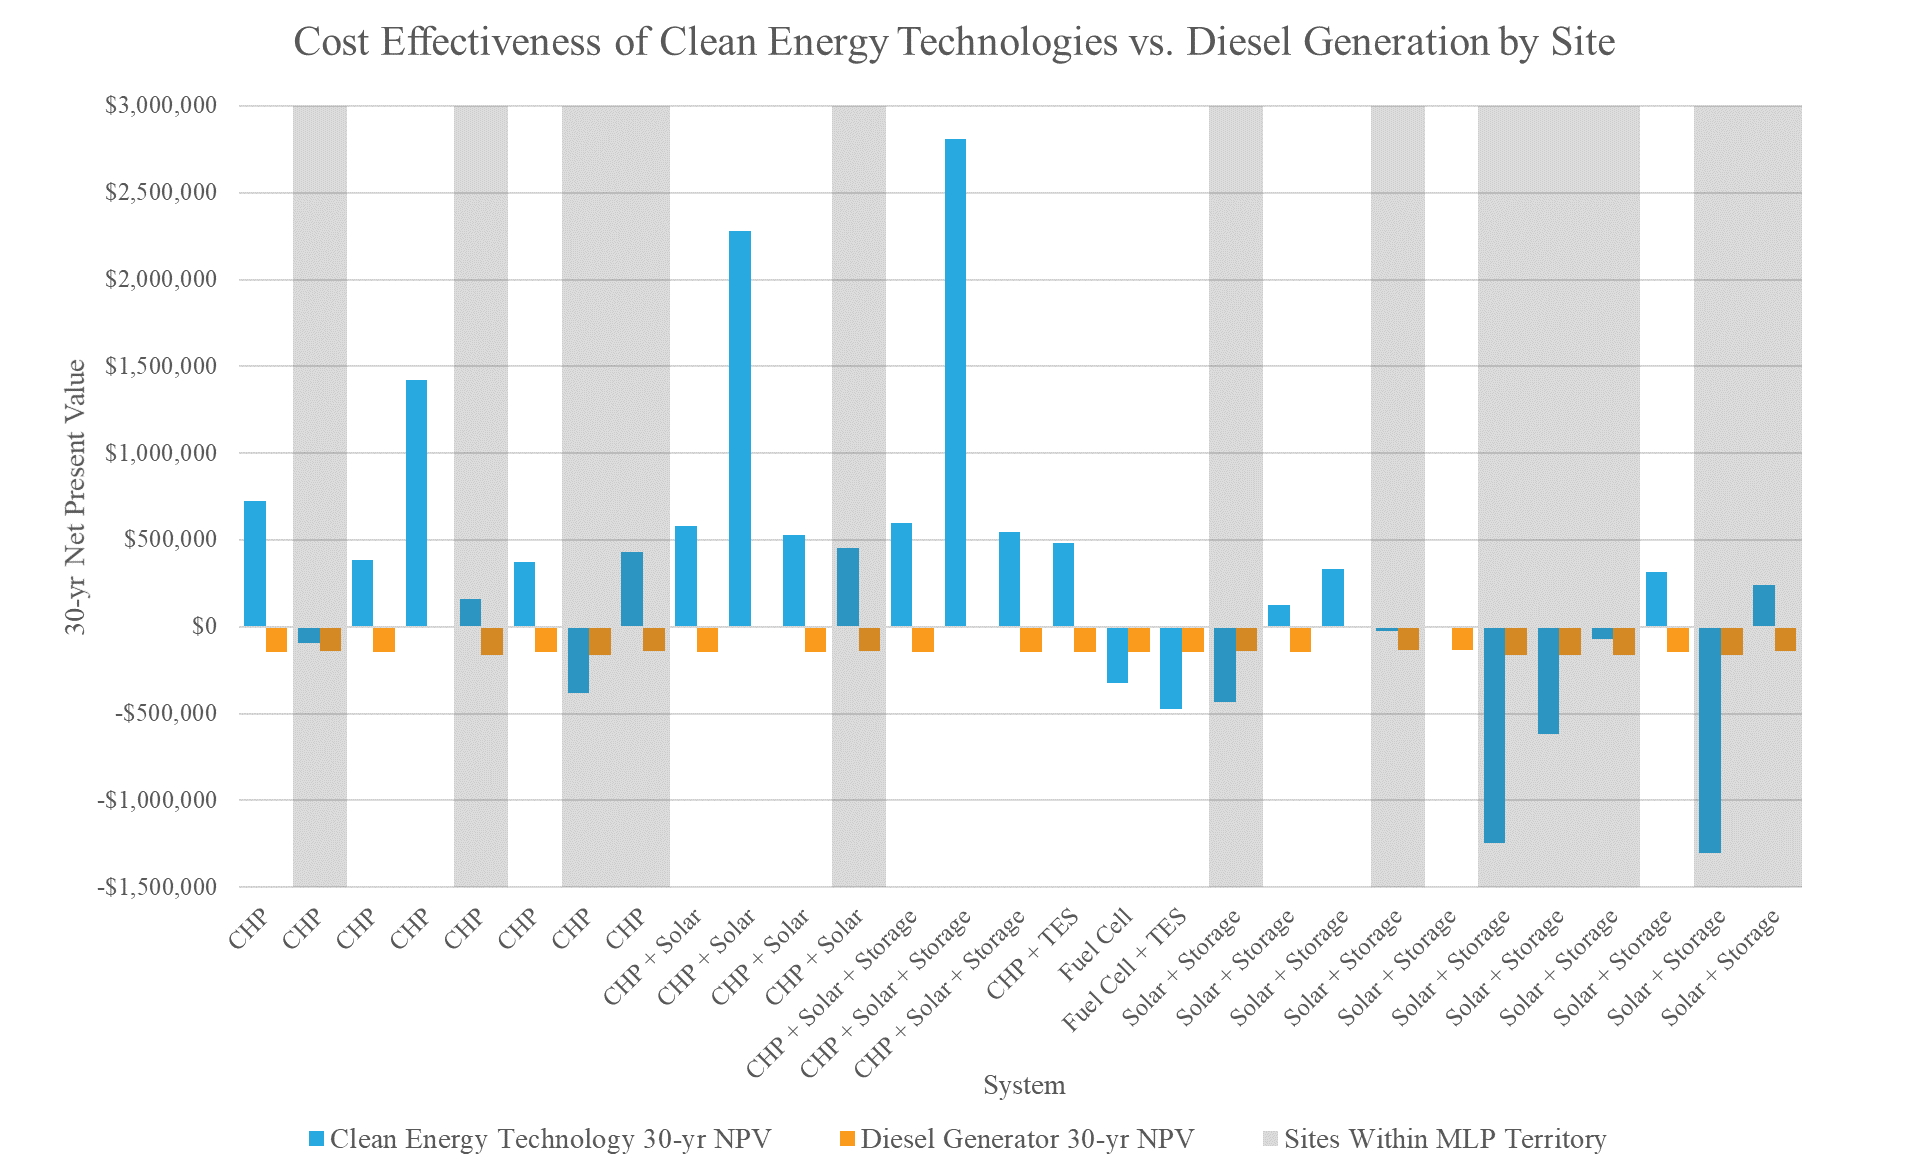 Cost Effectiveness of Clean Energy Technologies vs. Diesel Generation by Site
30-yr Net Present Value
$3,000,000
$2,500,000
$2,000,000
$1,500,000
$1,000,000
$500,000
$0
-$500,000
-$1,000,000
-$1,500,000
CHP
CHP
CHP
CHP
CHP
CHP
CHP
CHP
CHP + Solar
CHP + Solar
CHP + Solar
CHP + Solar
CHP + Solar + Storage
CHP + Solar + Storage
CHP + Solar + Storage
CHP + TES
Fuel Cell
Fuel Cell + TES
Solar + Storage
Solar + Storage
Solar + Storage
Solar + Storage
Solar + Storage
Solar + Storage
Solar + Storage
Solar + Storage
Solar + Storage
Solar + Storage
Solar + Storage
System
Clean Energy Technology 30-yr NPV
Diesel Generator 30-yr NPV
Sites Within MLP Territory